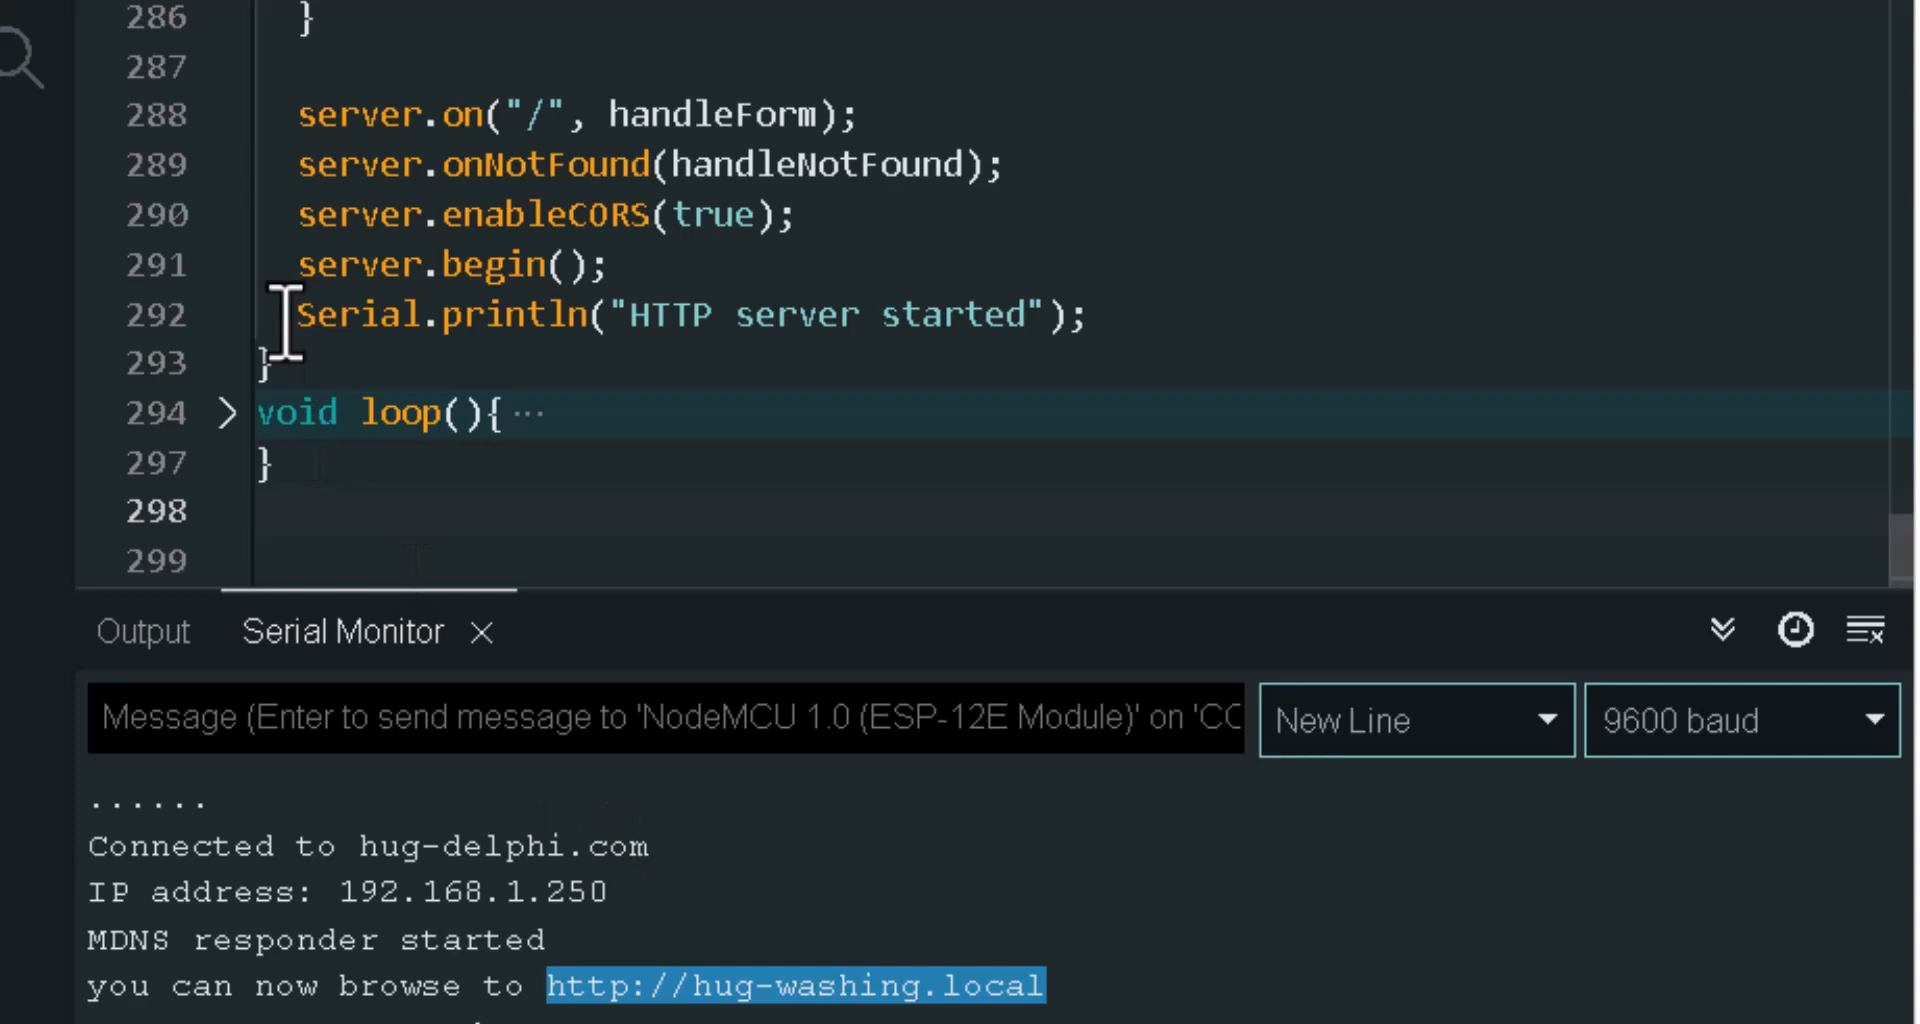 286 }
287
288 server.on("/", handleForm);
289 server.onNotFound(handleNotFound);
290 server.enableCORS(true);
291 server.begin();
292 Serial.println("HTTP server started");
293 }
294 void loop(){ ···
297 }
298
299
Output Serial Monitor
Message (Enter to send message to 'NodeMCU 1.0 (ESP-12E Module)' on 'CO New Line 9600 baud
......
Connected to hug-delphi.com
IP address: 192.168.1.250
MDNS responder started
you can now browse to http://hug-washing.local